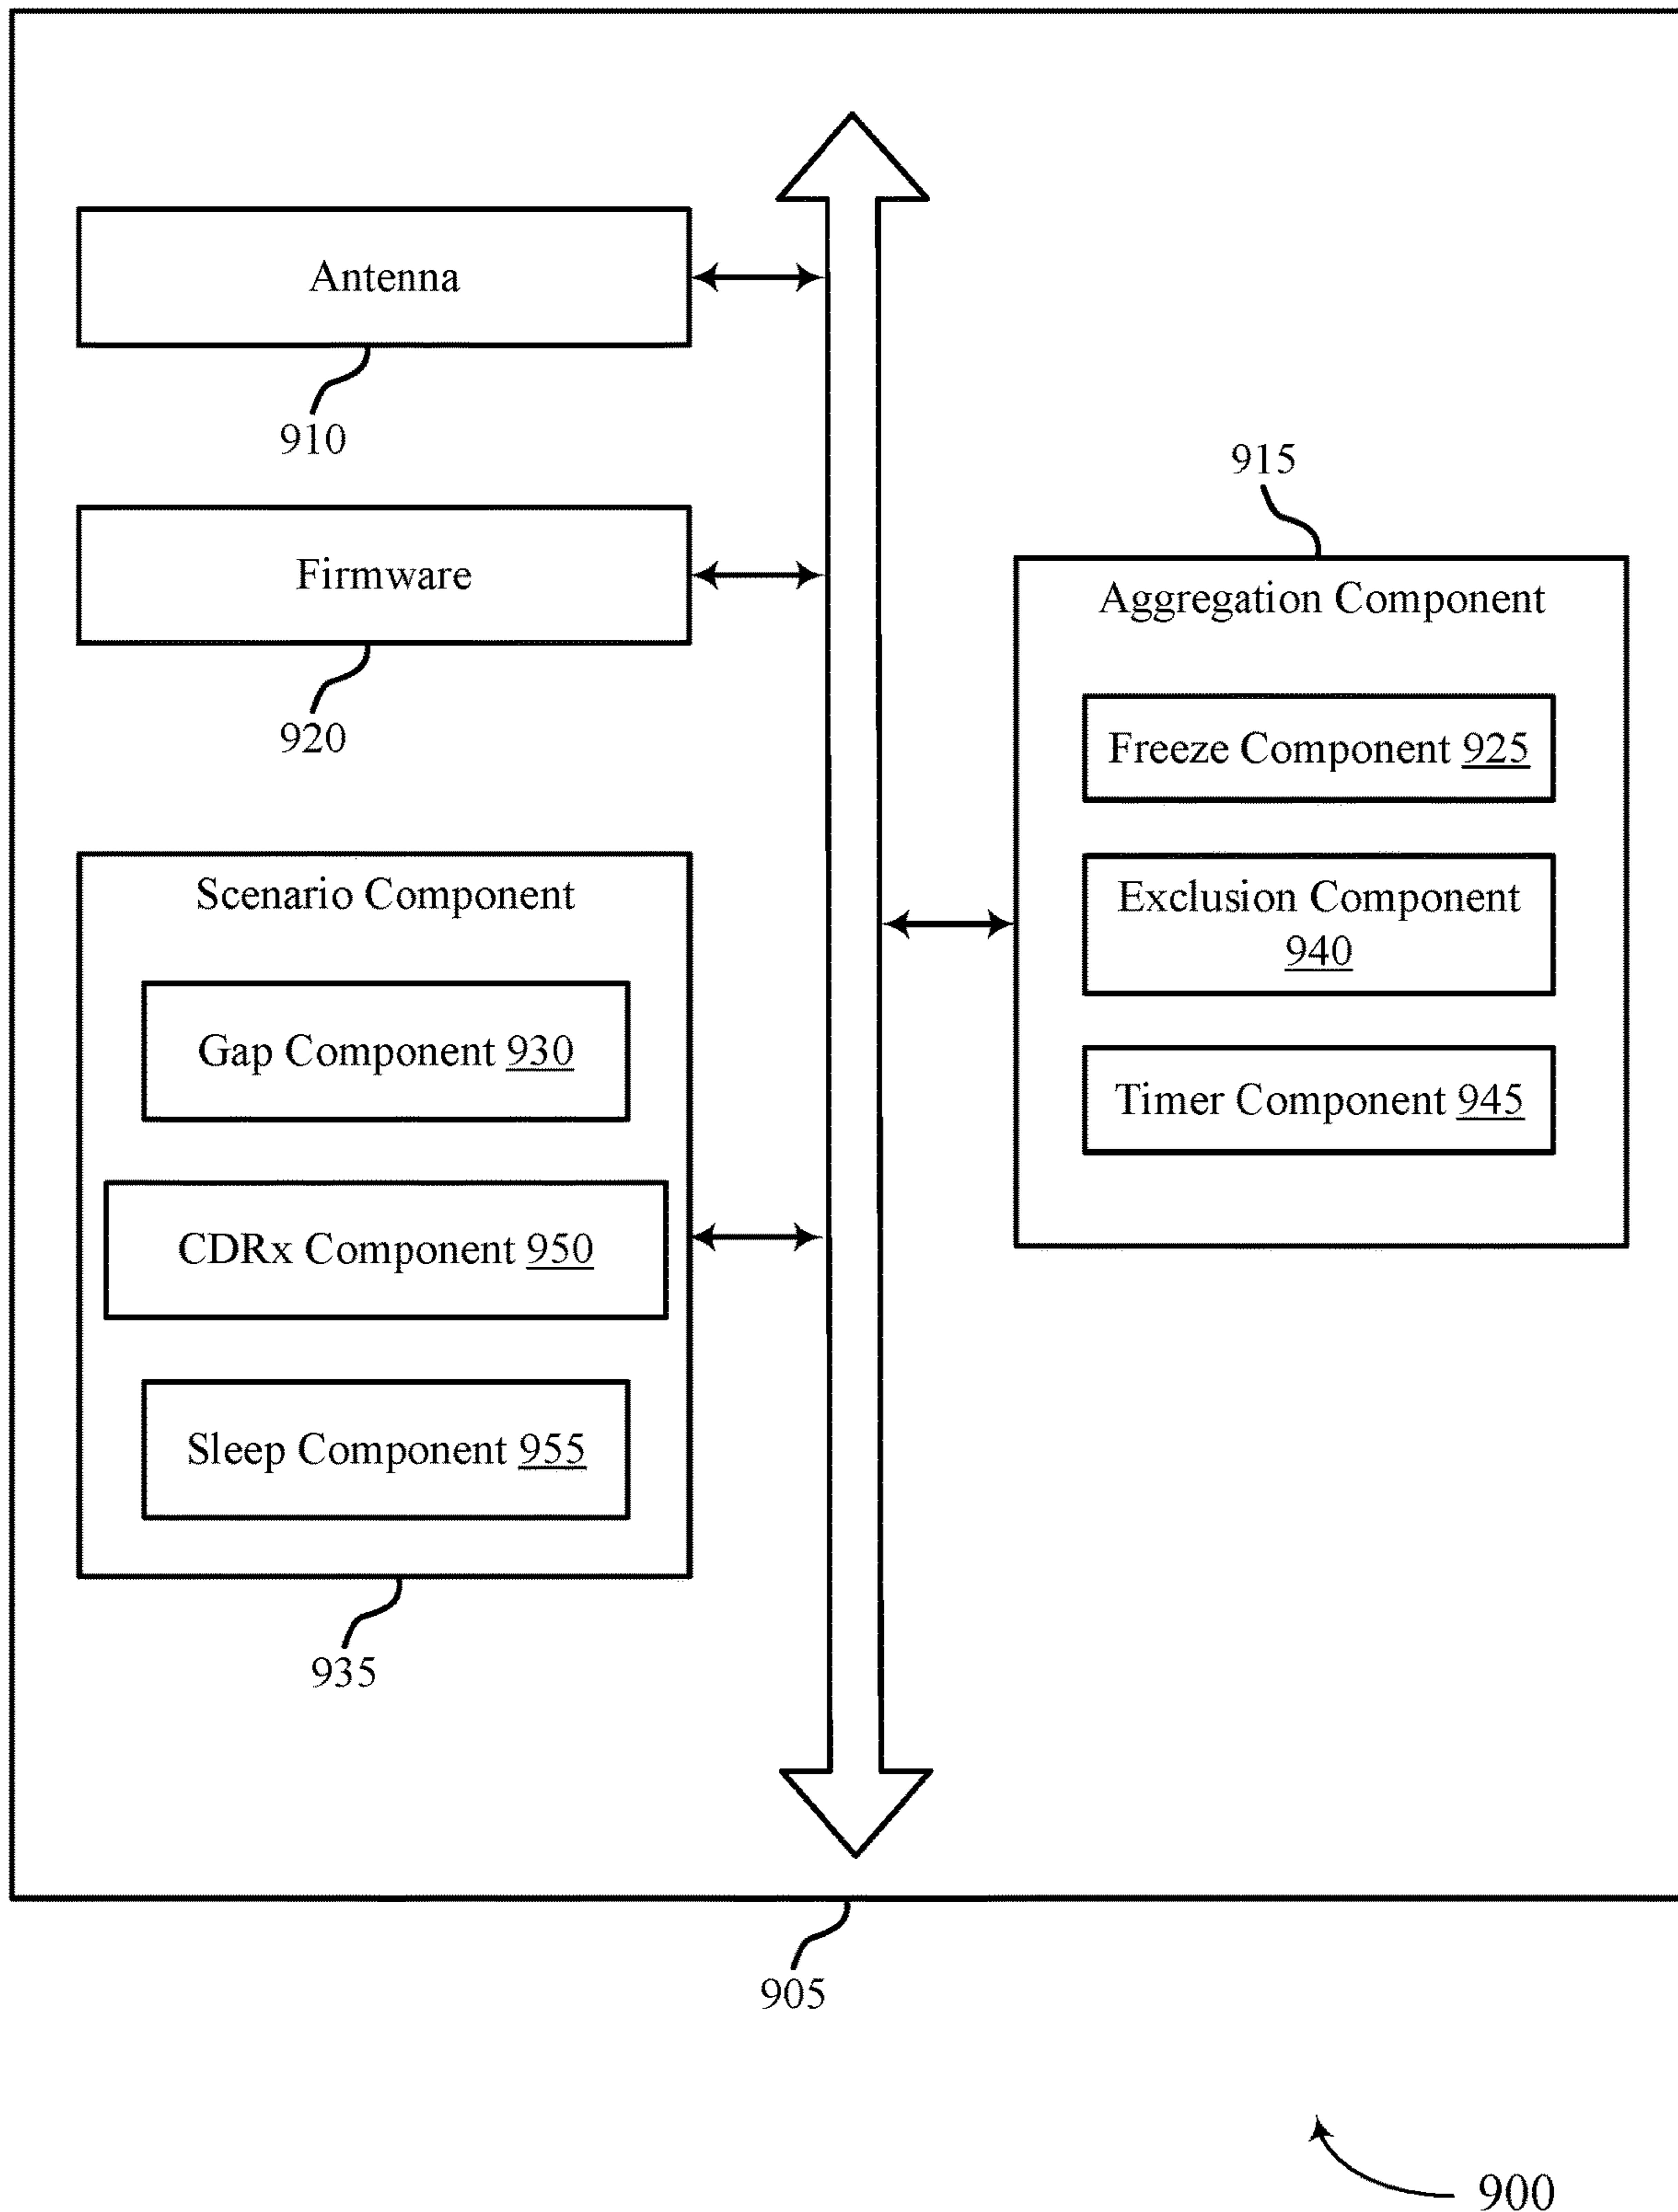 Antenna
910
Firmware
920
Scenario Component
Gap Component 930
CDRx Component 950
Sleep Component 955
935
915
Aggregation Component
Freeze Component 925
Exclusion Component
940
Timer Component 945
905
900